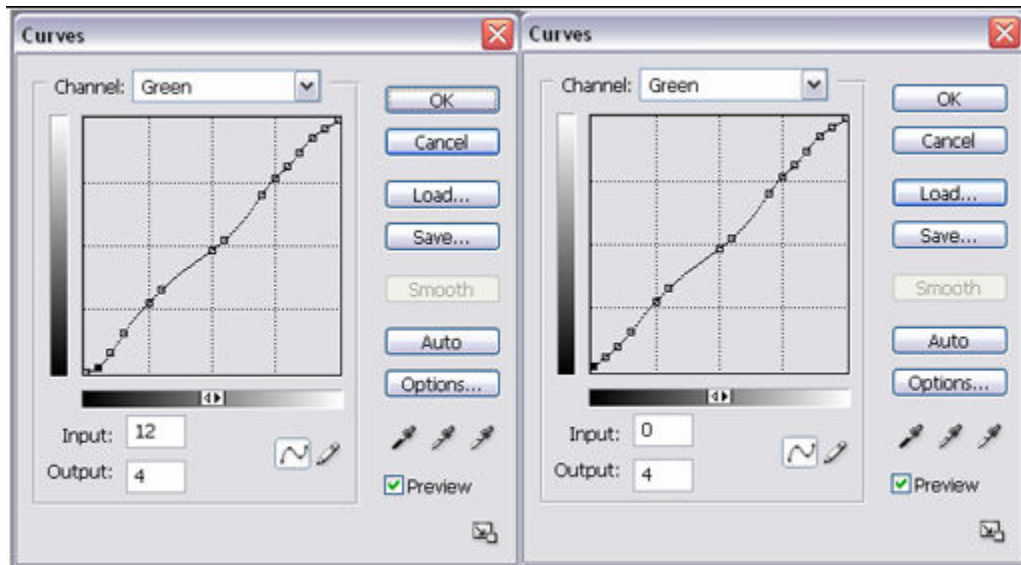 Curves
Channel: Green
OK
Cancel
Load...
Save...
Smooth
Auto
Options...
Input: 12
Output: 4
Preview
Curves
Channel: Green
OK
Cancel
Load...
Save...
Smooth
Auto
Options...
Input: 0
Output: 4
Preview